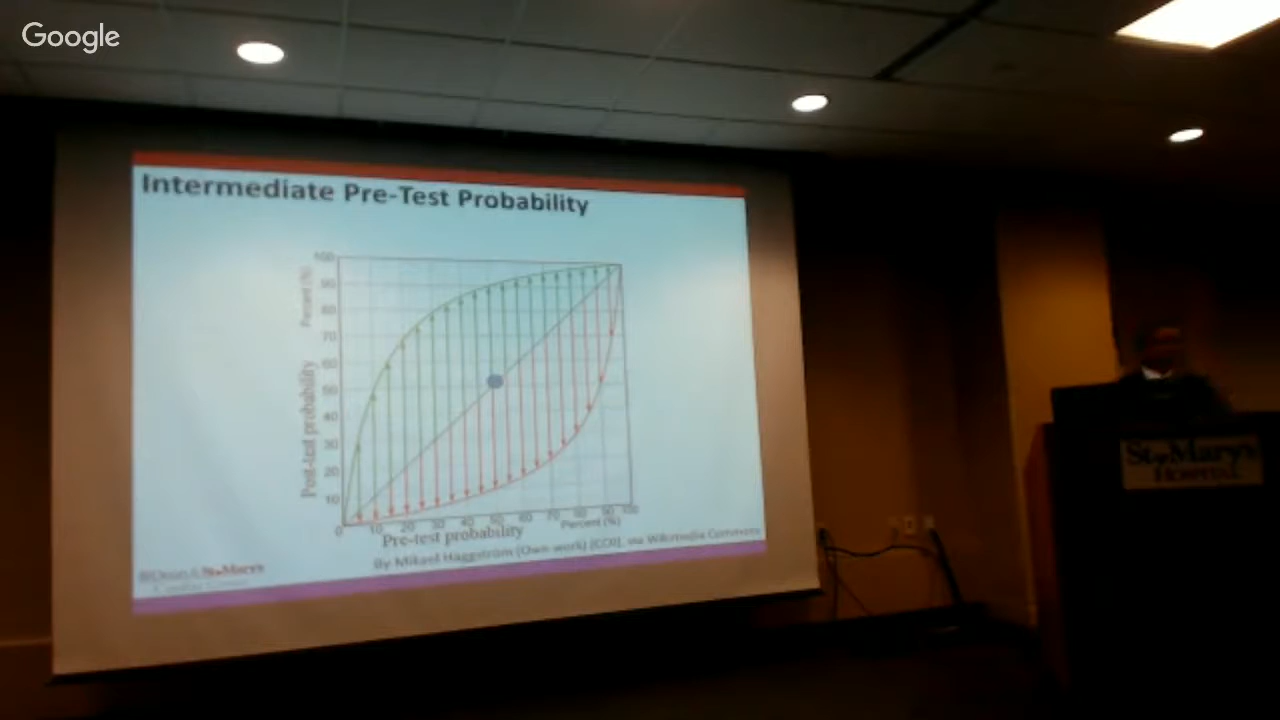 Google
Intermediate Pre-Test Probability
100
90
80
70
60
50
40
30
20
10
0
Percent (%)
Post-test probability
10 20 30 40 50 60 70 80 90 100
Percent (%)
Pre-test probability
By Mikael Häggström (Own work) [CC0], via Wikimedia Commons
St. Mary's
Hospital